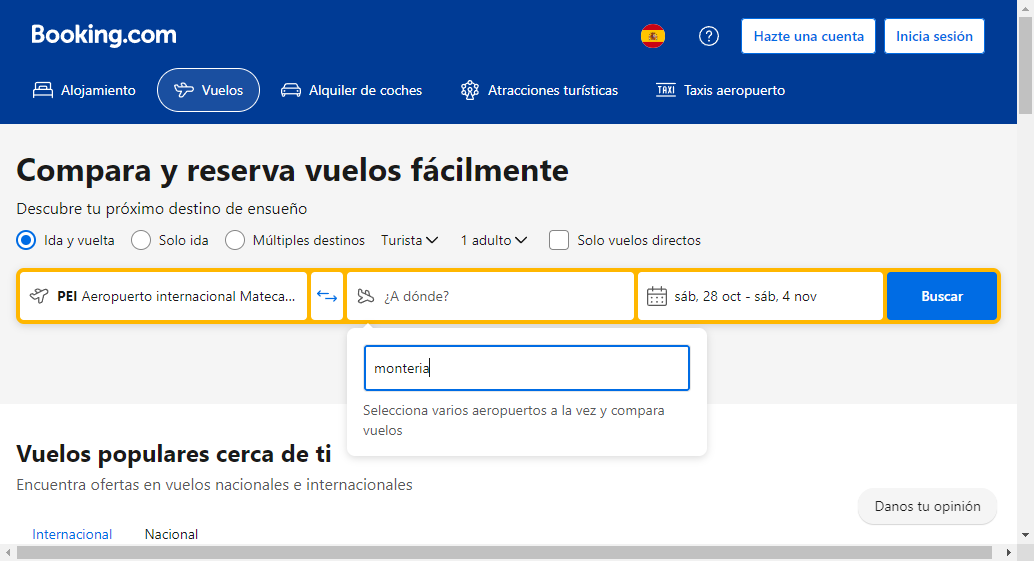 Booking.com
Hazte una cuenta
Inicia sesión
Alojamiento
Vuelos
Alquiler de coches
Atracciones turísticas
TAXI Taxis aeropuerto
Compara y reserva vuelos fácilmente
Descubre tu próximo destino de ensueño
Ida y vuelta
Solo ida
Múltiples destinos
Turista
1 adulto
Solo vuelos directos
PEI Aeropuerto internacional Mateca...
¿A dónde?
sáb, 28 oct - sáb, 4 nov
Buscar
monteria
Selecciona varios aeropuertos a la vez y compara
vuelos
Vuelos populares cerca de ti
Encuentra ofertas en vuelos nacionales e internacionales
Danos tu opinión
Internacional
Nacional